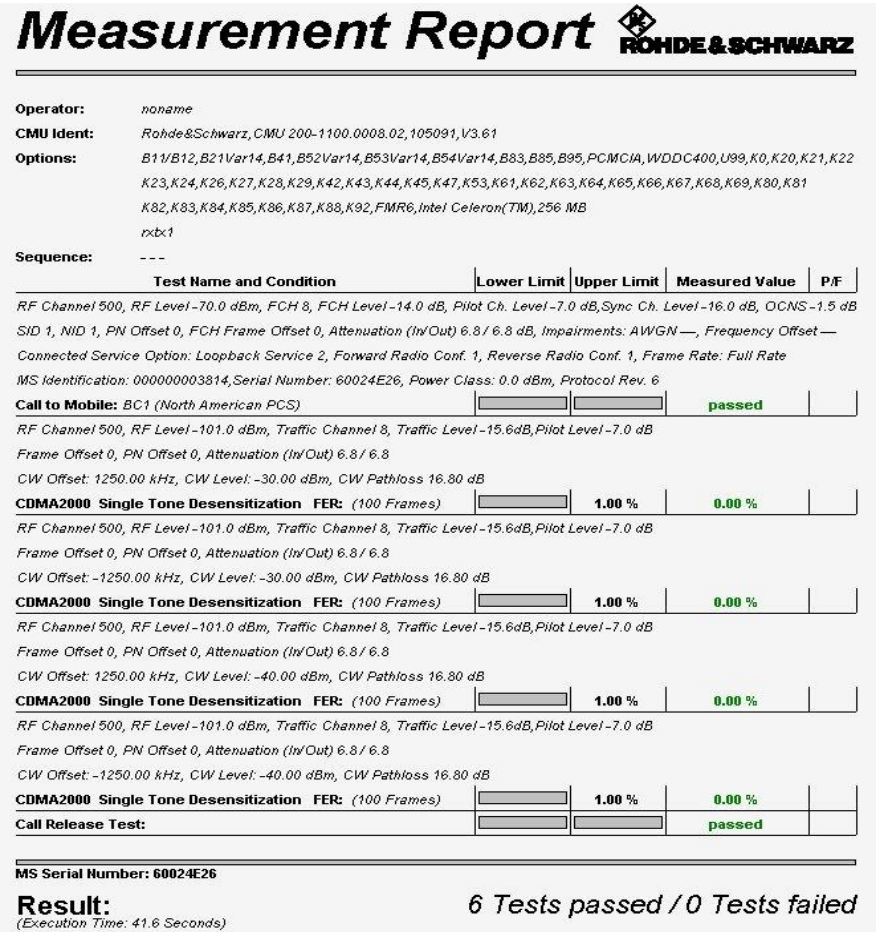 Measurement Report ROHDE & SCHWARZ
Operator: noname
CMU Ident: Rohde&Schwarz,CMU 200-1100.0008.02,105091,V3.61
Options: B11/B12,B21Var14,B41,B52Var14,B53Var14,B54Var14,B83,B85,B95,PCMCIA,WDDC400,U99,K0,K20,K21,K22
K23,K24,K26,K27,K28,K29,K42,K43,K44,K45,K47,K53,K61,K62,K63,K64,K65,K66,K67,K68,K69,K80,K81
K82,K83,K84,K85,K86,K87,K88,K92,FMR6,Intel Celeron(TM),256 MB
rxtx1
Sequence: ---
Test Name and Condition Lower Limit Upper Limit Measured Value P/F
RF Channel 500, RF Level -70.0 dBm, FCH 8, FCH Level -14.0 dB, Pilot Ch. Level -7.0 dB,Sync Ch. Level -16.0 dB, OCNS -1.5 dB
SID 1, NID 1, PN Offset 0, FCH Frame Offset 0, Attenuation (In/Out) 6.8 / 6.8 dB, Impairments: AWGN —, Frequency Offset —
Connected Service Option: Loopback Service 2, Forward Radio Conf. 1, Reverse Radio Conf. 1, Frame Rate: Full Rate
MS Identification: 000000003814,Serial Number: 60024E26, Power Class: 0.0 dBm, Protocol Rev. 6
Call to Mobile: BC1 (North American PCS) passed
RF Channel 500, RF Level -101.0 dBm, Traffic Channel 8, Traffic Level -15.6dB,Pilot Level -7.0 dB
Frame Offset 0, PN Offset 0, Attenuation (In/Out) 6.8 / 6.8
CW Offset: 1250.00 kHz, CW Level: -30.00 dBm, CW Pathloss 16.80 dB
CDMA2000 Single Tone Desensitization FER: (100 Frames) 1.00 % 0.00 %
RF Channel 500, RF Level -101.0 dBm, Traffic Channel 8, Traffic Level -15.6dB,Pilot Level -7.0 dB
Frame Offset 0, PN Offset 0, Attenuation (In/Out) 6.8 / 6.8
CW Offset: -1250.00 kHz, CW Level: -30.00 dBm, CW Pathloss 16.80 dB
CDMA2000 Single Tone Desensitization FER: (100 Frames) 1.00 % 0.00 %
RF Channel 500, RF Level -101.0 dBm, Traffic Channel 8, Traffic Level -15.6dB,Pilot Level -7.0 dB
Frame Offset 0, PN Offset 0, Attenuation (In/Out) 6.8 / 6.8
CW Offset: 1250.00 kHz, CW Level: -40.00 dBm, CW Pathloss 16.80 dB
CDMA2000 Single Tone Desensitization FER: (100 Frames) 1.00 % 0.00 %
RF Channel 500, RF Level -101.0 dBm, Traffic Channel 8, Traffic Level -15.6dB,Pilot Level -7.0 dB
Frame Offset 0, PN Offset 0, Attenuation (In/Out) 6.8 / 6.8
CW Offset: -1250.00 kHz, CW Level: -40.00 dBm, CW Pathloss 16.80 dB
CDMA2000 Single Tone Desensitization FER: (100 Frames) 1.00 % 0.00 %
Call Release Test: passed
MS Serial Number: 60024E26
Result: 6 Tests passed / 0 Tests failed
(Execution Time: 41.6 Seconds)